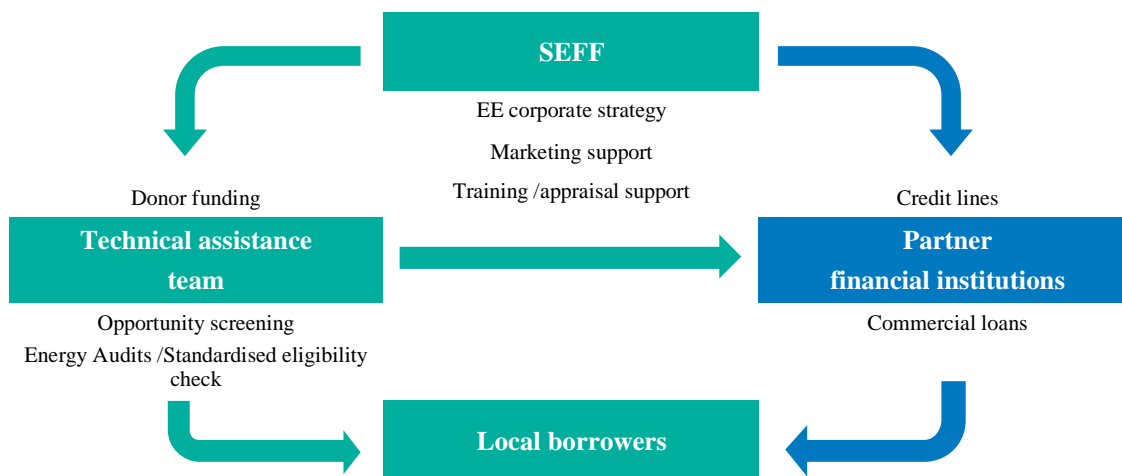 SEFF
EE corporate strategy
Marketing support
Training /appraisal support
Donor funding
Technical assistance
team
Opportunity screening
Energy Audits /Standardised eligibility
check
Credit lines
Partner
financial institutions
Commercial loans
Local borrowers